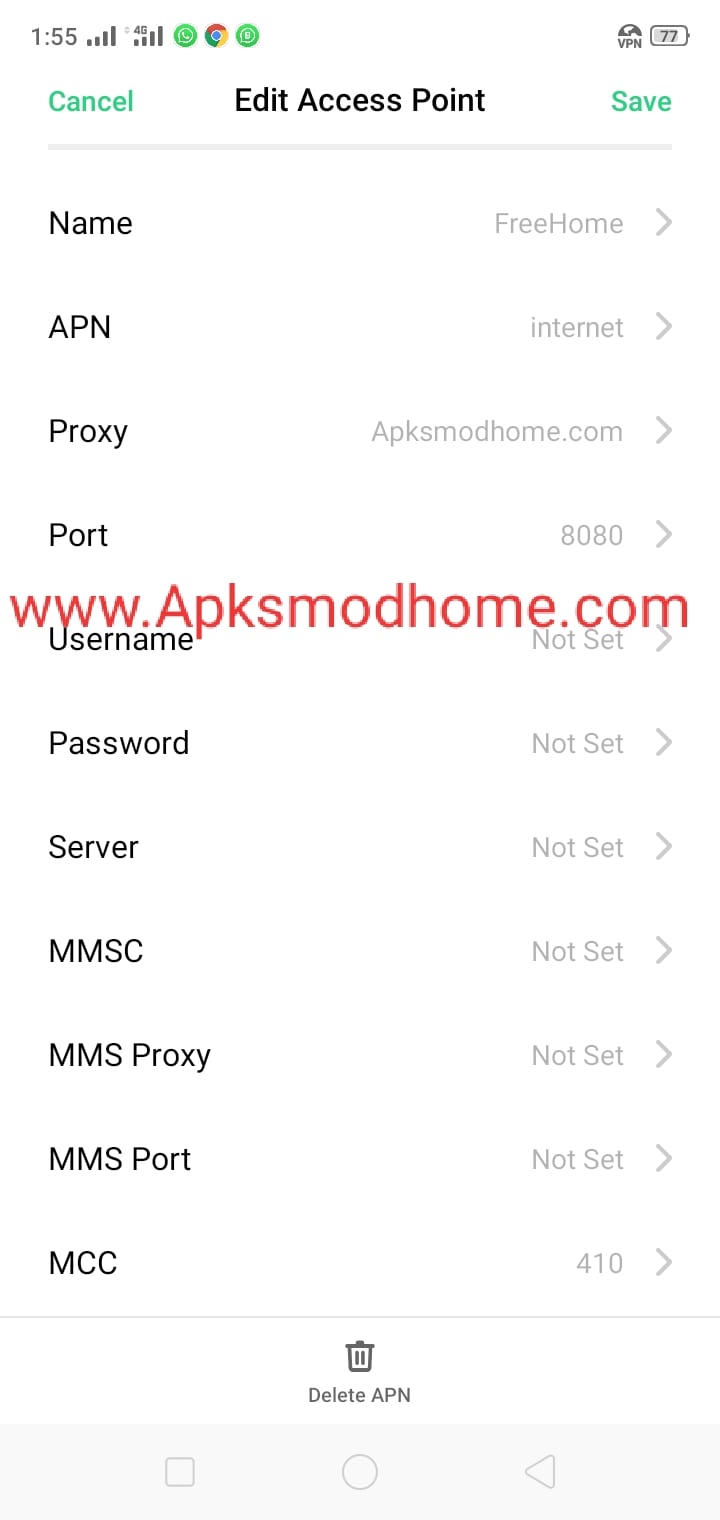 1:55 4G VPN 77
Cancel Edit Access Point Save
Name FreeHome
APN internet
Proxy Apksmodhome.com
Port 8080
www.Apksmodhome.com
Username Not Set
Password Not Set
Server Not Set
MMSC Not Set
MMS Proxy Not Set
MMS Port Not Set
MCC 410
Delete APN